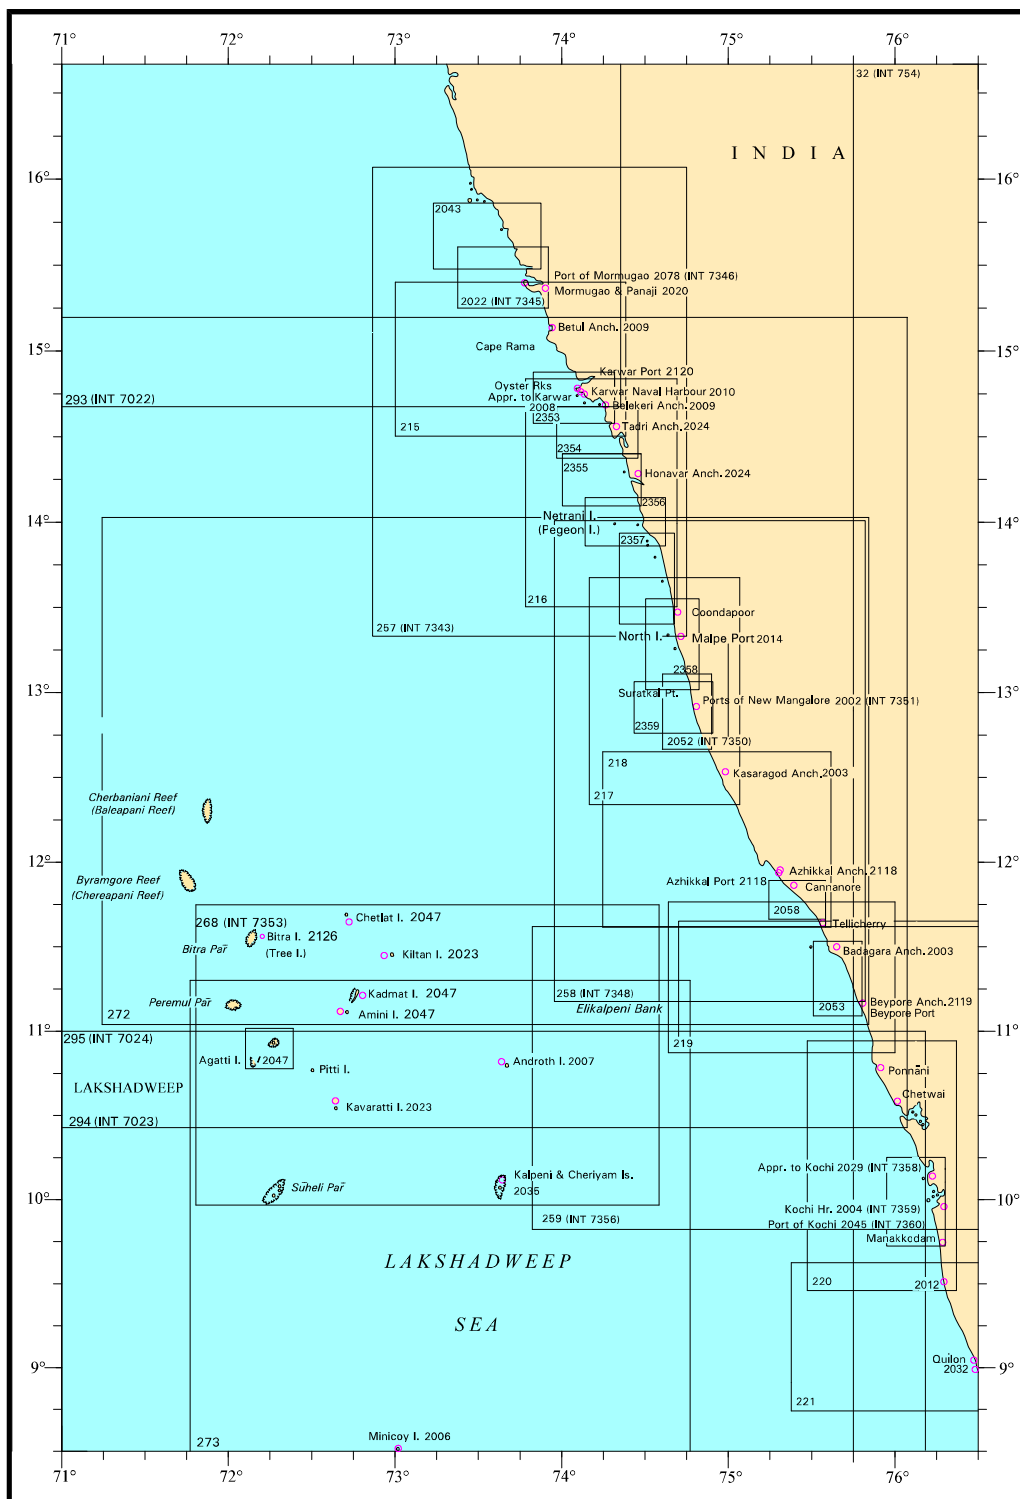 71° 72° 73° 74° 75° 76°
32 (INT 754)
I N D I A
16° 16°
2043
Port of Mormugao 2078 (INT 7346)
Mormugao & Panaji 2020
2022 (INT 7345)
Betul Anch. 2009
15° 15°
Cape Rama
Karwar Port 2120
Oyster Rks
Karwar Naval Harbour 2010
293 (INT 7022)
Appr. to Karwar
2008
Belekeri Anch. 2009
2353
215
Tadri Anch. 2024
2354
2355
Honavar Anch. 2024
2356
14° 14°
Netrani I.
(Pegeon I.)
2357
216
Coondapoor
257 (INT 7343)
North I.
Malpe Port 2014
2358
13° 13°
Suratkal Pt.
Ports of New Mangalore 2002 (INT 7351)
2359
2052 (INT 7350)
218
Kasaragod Anch. 2003
217
Cherbaniani Reef
(Baleapani Reef)
12° 12°
Azhikkal Anch. 2118
Byramgore Reef
(Chereapani Reef)
Azhikkal Port 2118
Cannanore
2058
268 (INT 7353)
Chetlat I. 2047
Tellicherry
Bitra I. 2126
(Tree I.)
Bitra Par̄
Kiltan I. 2023
Badagara Anch. 2003
Peremul Par̄
Kadmat I. 2047
258 (INT 7348)
Elikalpeni Bank
2053
Beypore Anch. 2119
Beypore Port
272
Amini I. 2047
11° 11°
295 (INT 7024)
219
Agatti I.
2047
Pitti I.
Androth I. 2007
Ponnani
LAKSHADWEEP
Kavaratti I. 2023
Chetwai
294 (INT 7023)
Suheli Par̄
Kalpeni & Cheriyam Is.
2035
Appr. to Kochi 2029 (INT 7358)
10° 10°
259 (INT 7356)
Kochi Hr. 2004 (INT 7359)
Port of Kochi 2045 (INT 7360)
Manakkodam
LAKSHADWEEP
220
2012
SEA
9° 9°
Quilon
2032
221
273
Minicoy I. 2006
71° 72° 73° 74° 75° 76°